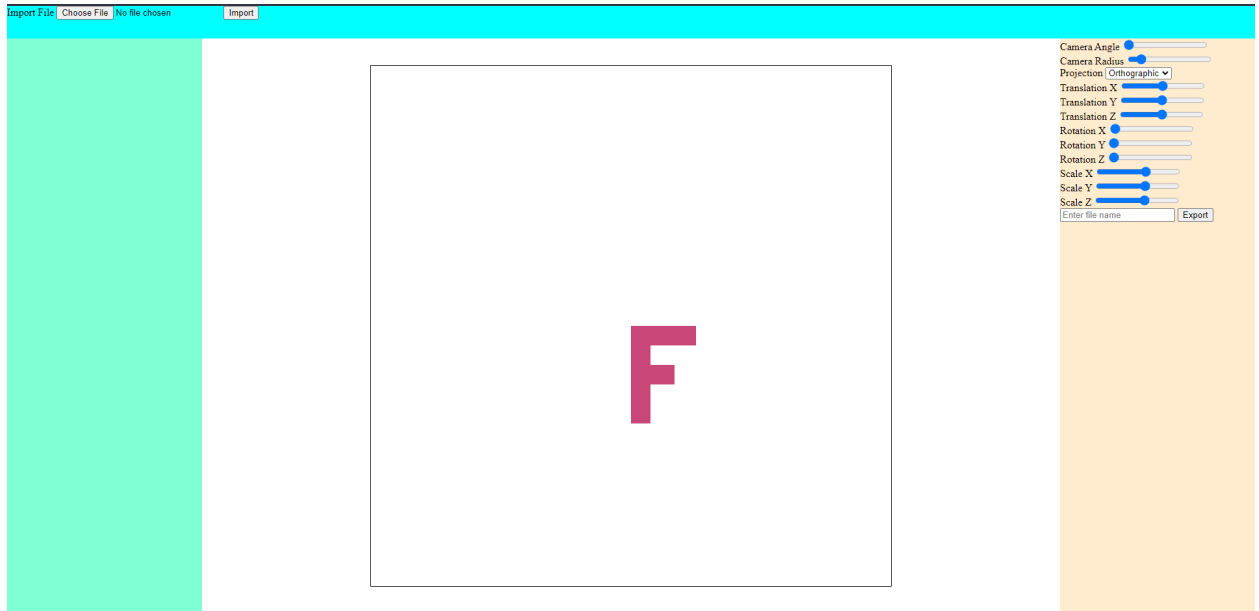 Import File Choose File No file chosen Import
Camera Angle
Camera Radius
Projection Orthographic
Translation X
Translation Y
Translation Z
Rotation X
Rotation Y
Rotation Z
Scale X
Scale Y
Scale Z
Enter file name Export
F